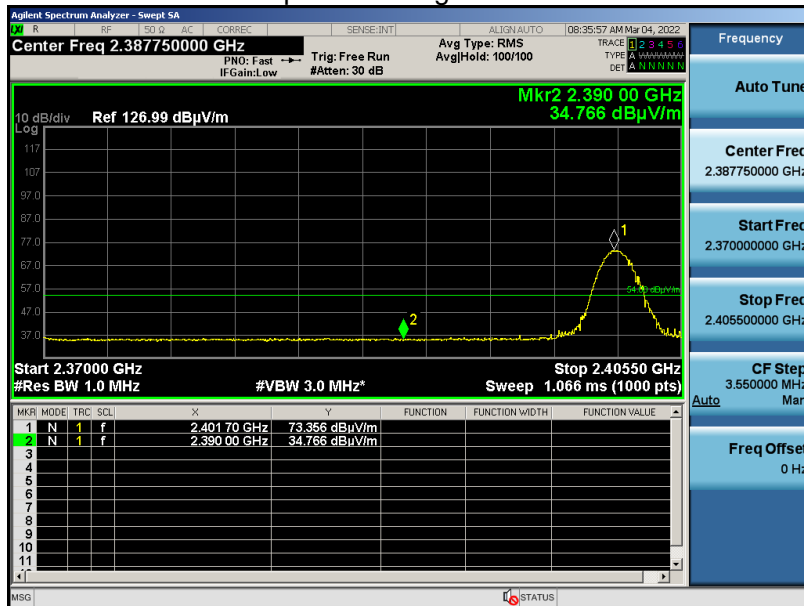 Agilent Spectrum Analyzer - Swept SA
LXI R RF 50 Ω AC CORREC SENSE:INT ALIGN AUTO 08:35:57 AM Mar 04, 2022
Center Freq 2.387750000 GHz
PNO: Fast
IFGain:Low
Trig: Free Run
#Atten: 30 dB
Avg Type: RMS
Avg|Hold: 100/100
TRACE 1 2 3 4 5 6
TYPE A WWWWW
DET A N N N N N
Frequency
Mkr2 2.390 00 GHz
34.766 dBµV/m
10 dB/div Ref 126.99 dBµV/m
Log
117
107
97.0
87.0
77.0
67.0
57.0
47.0
37.0
1
2
54.00 dBµV/m
Start 2.37000 GHz Stop 2.40550 GHz
#Res BW 1.0 MHz #VBW 3.0 MHz* Sweep 1.066 ms (1000 pts)
MKR MODE TRC SCL X Y FUNCTION FUNCTION WIDTH FUNCTION VALUE
1 N 1 f 2.401 70 GHz 73.356 dBµV/m
2 N 1 f 2.390 00 GHz 34.766 dBµV/m
3
4
5
6
7
8
9
10
11
Auto Tune
Center Freq
2.387750000 GHz
Start Freq
2.370000000 GHz
Stop Freq
2.405500000 GHz
CF Step
3.550000 MHz
Auto Man
Freq Offset
0 Hz
MSG STATUS